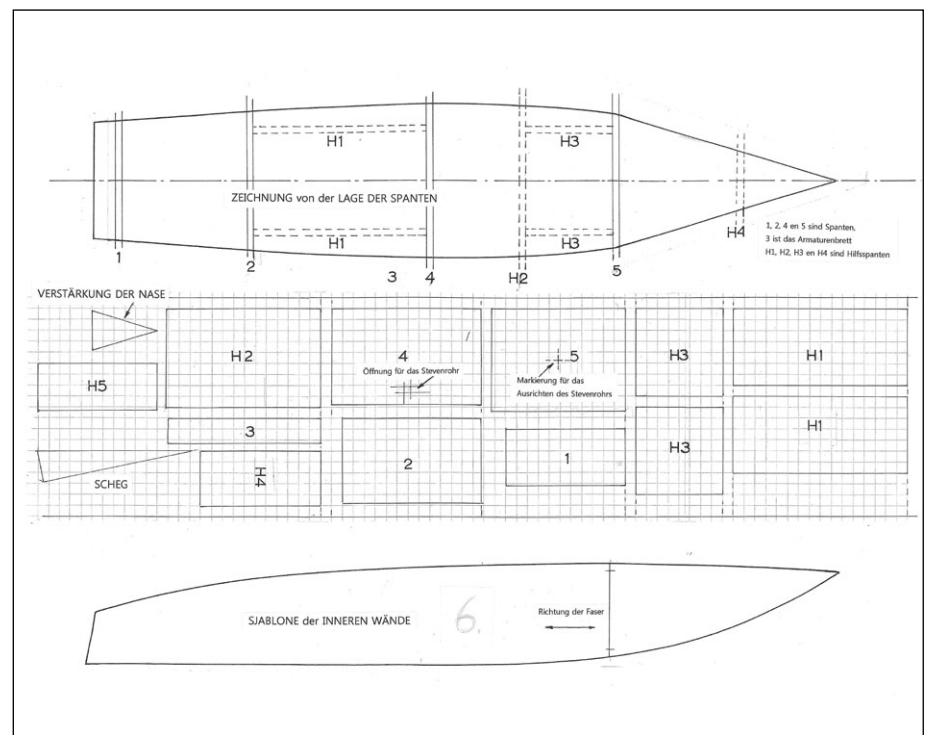 H1
H3
ZEICHNUNG von der LAGE DER SPANTEN
H1
H3
H4
1, 2, 4 en 5 sind Spanten,
3 ist das Armaturenbrett
H1, H2, H3 en H4 sind Hilfsspanten
1
2
3
4
H2
5
VERSTÄRKUNG DER NASE
H2
4
Öffnung für das Stevenrohr
5
Markierung für das
Ausrichten des Stevenrohrs
H3
H1
H5
3
2
1
H3
H1
SCHEG
H4
SJABLONE der INNEREN WÄNDE
6.
Richtung der Faser